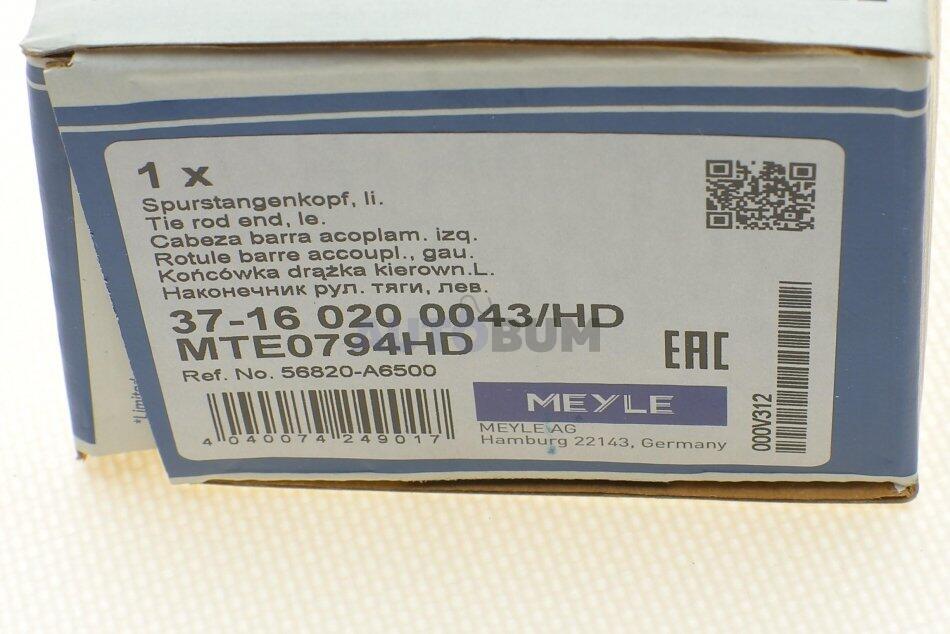 1 x
Spurstangenkopf, li.
Tie rod end, le.
Cabeza barra acoplam. izq.
Rotule barre accoupl., gau.
Końcówka drążka kierown.L.
Наконечник рул. тяги, лев.
37-16 020 0043/HD
MTE0794HD
AUTOBUM
Ref. No. 56820-A6500
EAC
MEYLE
MEYLE AG
Hamburg 22143, Germany
4 040074 249017
000V312